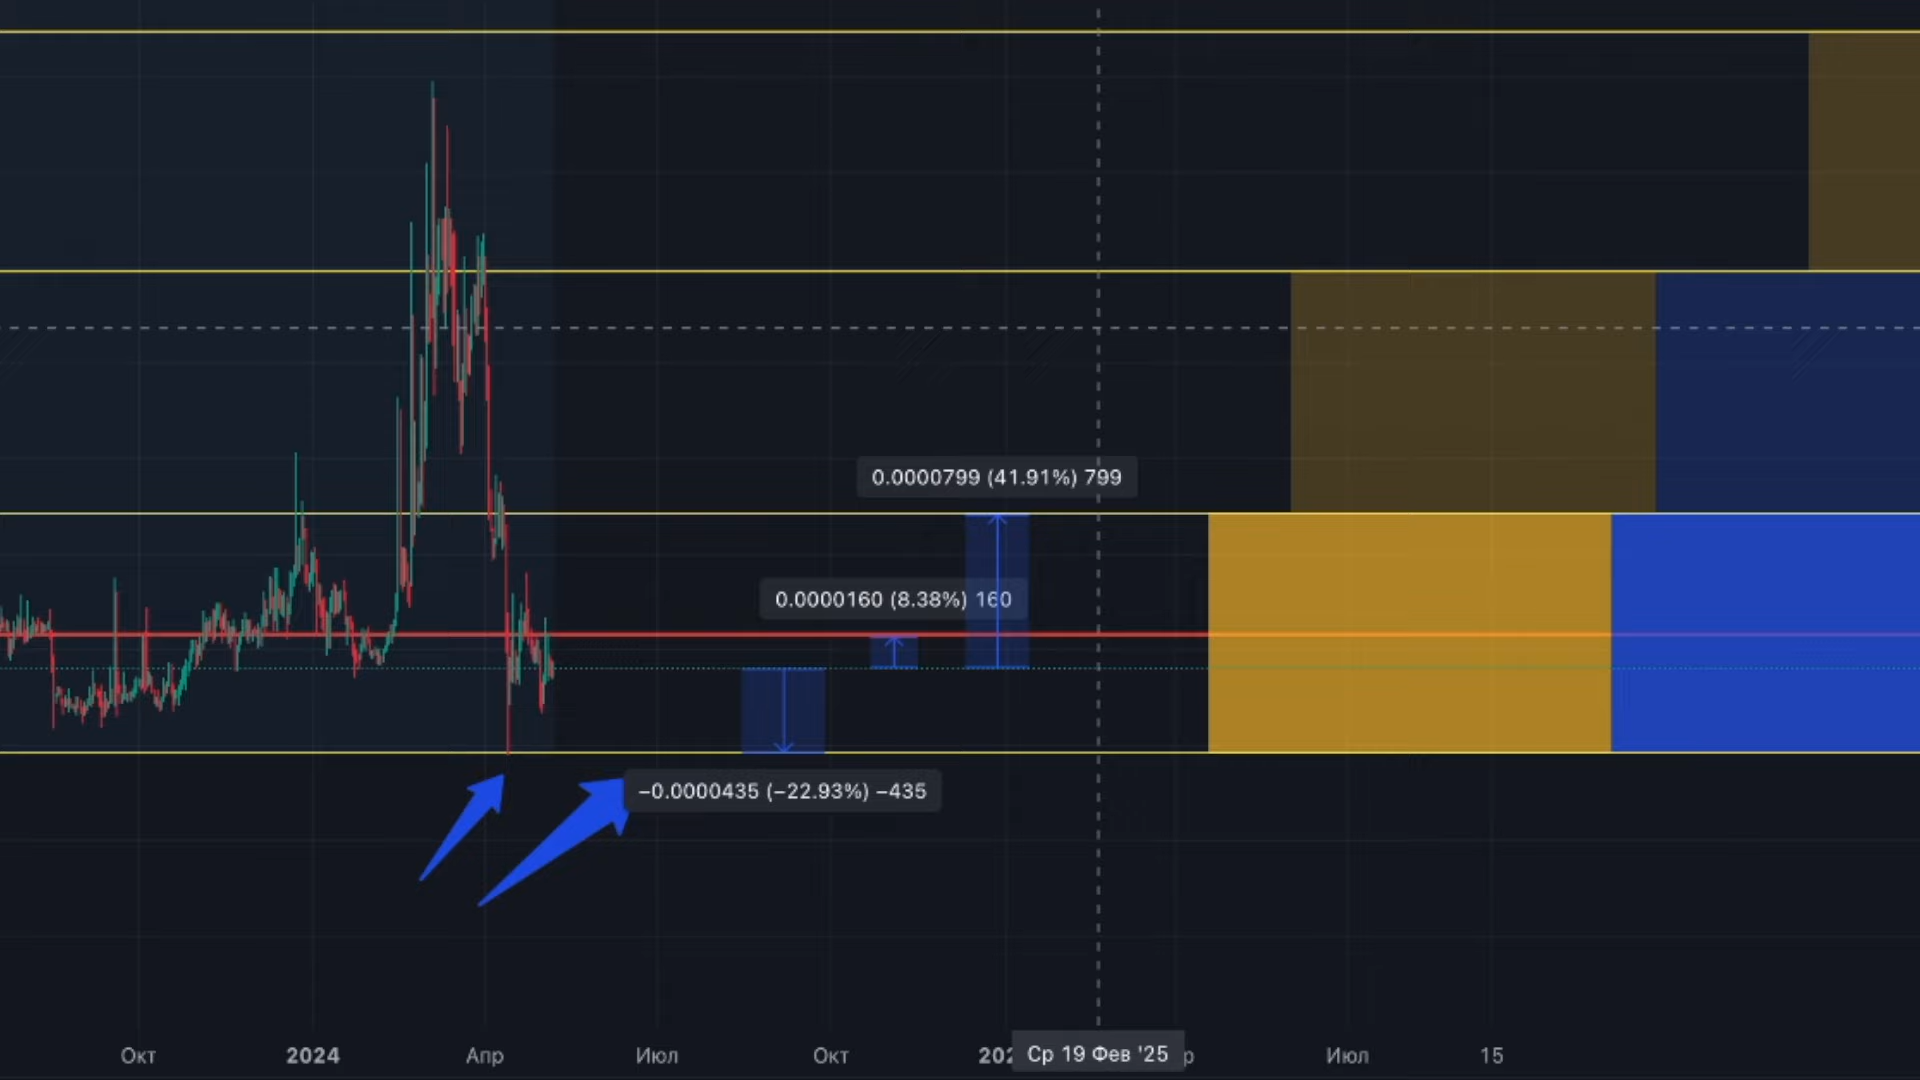 0.0000799 (41.91%) 799
0.0000160 (8.38%) 160
−0.0000435 (−22.93%) −435
Окт
2024
Апр
Июл
Окт
Ср 19 Фев '25
Июл
15